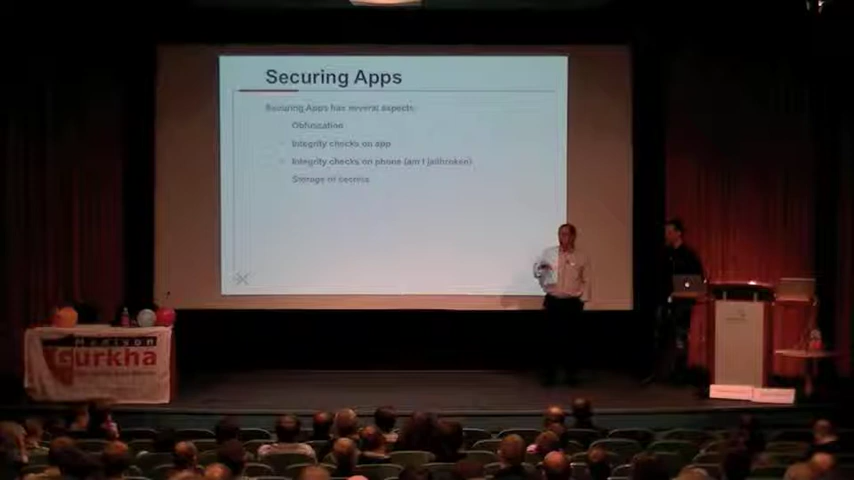 Securing Apps
Securing Apps has several aspects:
Obfuscation
Integrity checks on app
Integrity checks on phone (am I jailbroken)
Storage of secrets
Madison
Gurkha